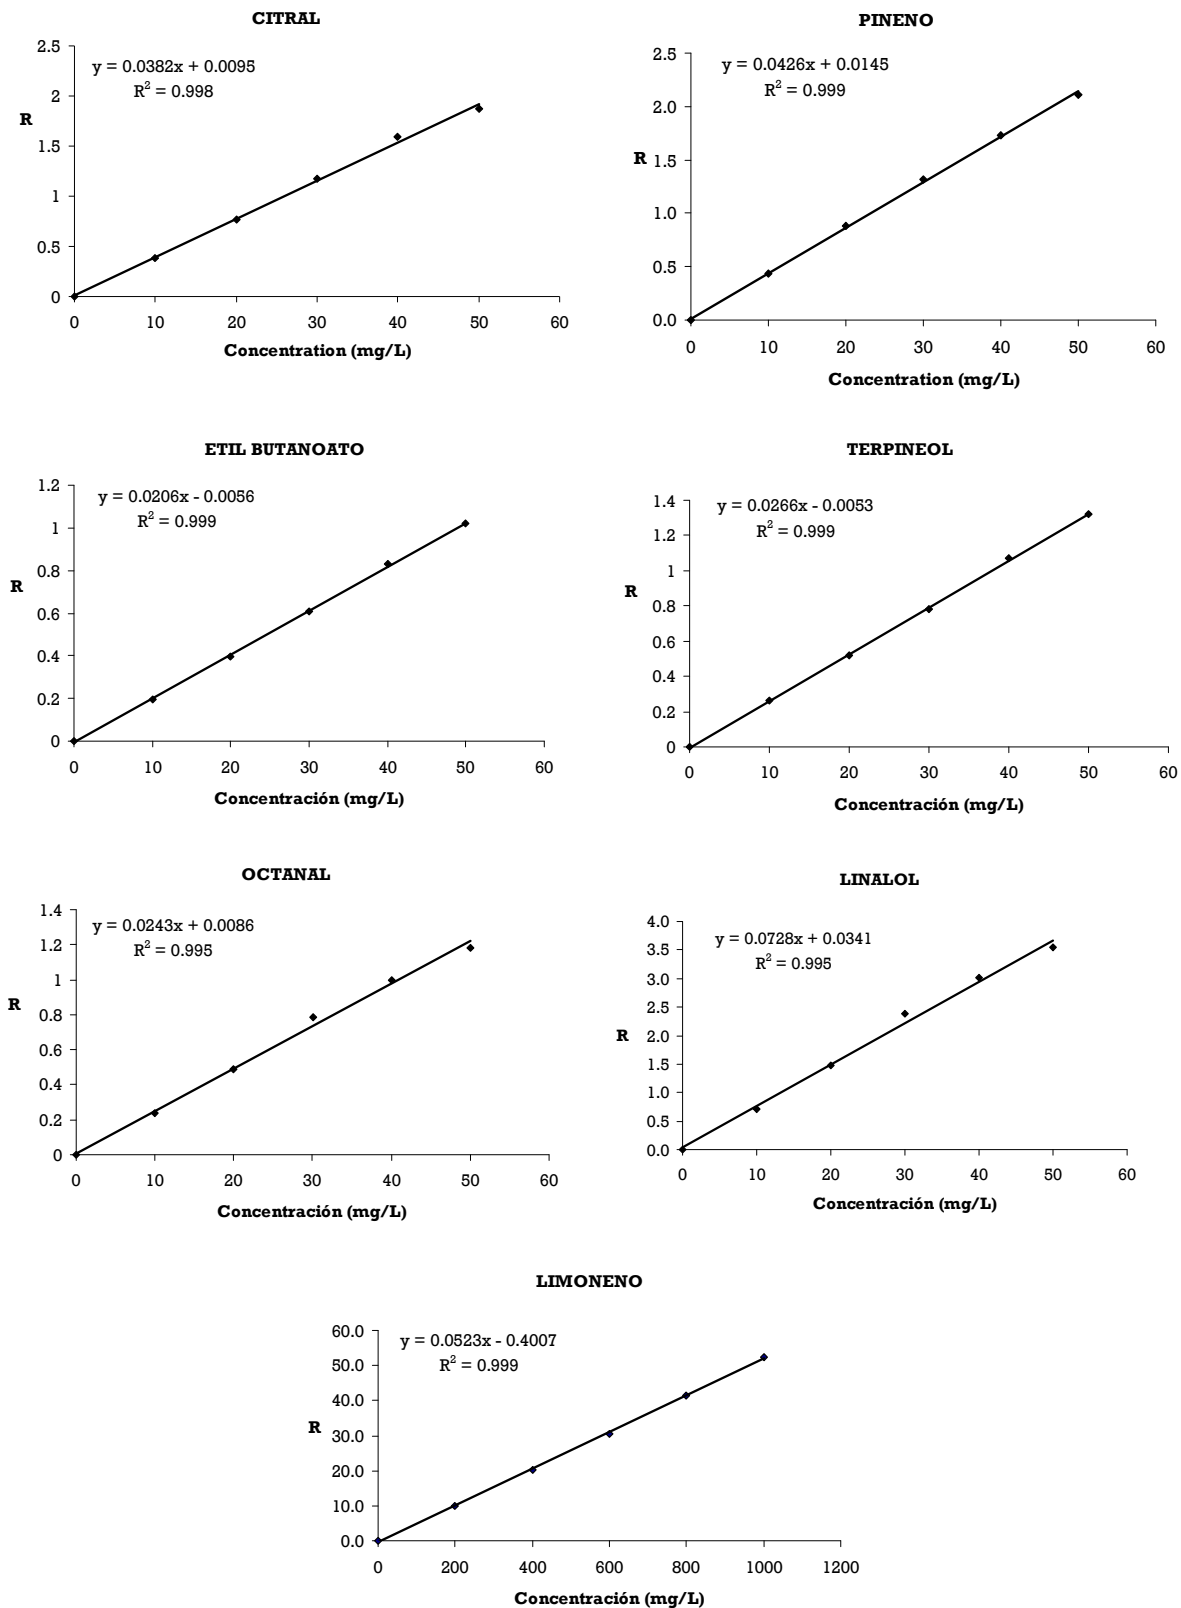 CITRAL
y = 0.0382x + 0.0095
R² = 0.998
2.5
2
1.5
1
0.5
0
R
0 10 20 30 40 50 60
Concentration (mg/L)
PINENO
y = 0.0426x + 0.0145
R² = 0.999
2.5
2.0
1.5
1.0
0.5
0.0
R
0 10 20 30 40 50 60
Concentration (mg/L)
ETIL BUTANOATO
y = 0.0206x - 0.0056
R² = 0.999
1.2
1
0.8
0.6
0.4
0.2
0
R
0 10 20 30 40 50 60
Concentración (mg/L)
TERPINEOL
y = 0.0266x - 0.0053
R² = 0.999
1.4
1.2
1
0.8
0.6
0.4
0.2
0
R
0 10 20 30 40 50 60
Concentración (mg/L)
OCTANAL
y = 0.0243x + 0.0086
R² = 0.995
1.4
1.2
1
0.8
0.6
0.4
0.2
0
R
0 10 20 30 40 50 60
Concentración (mg/L)
LINALOL
y = 0.0728x + 0.0341
R² = 0.995
4.0
3.5
3.0
2.5
2.0
1.5
1.0
0.5
0.0
R
0 10 20 30 40 50 60
Concentración (mg/L)
LIMONENO
y = 0.0523x - 0.4007
R² = 0.999
60.0
50.0
40.0
30.0
20.0
10.0
0.0
R
0 200 400 600 800 1000 1200
Concentración (mg/L)